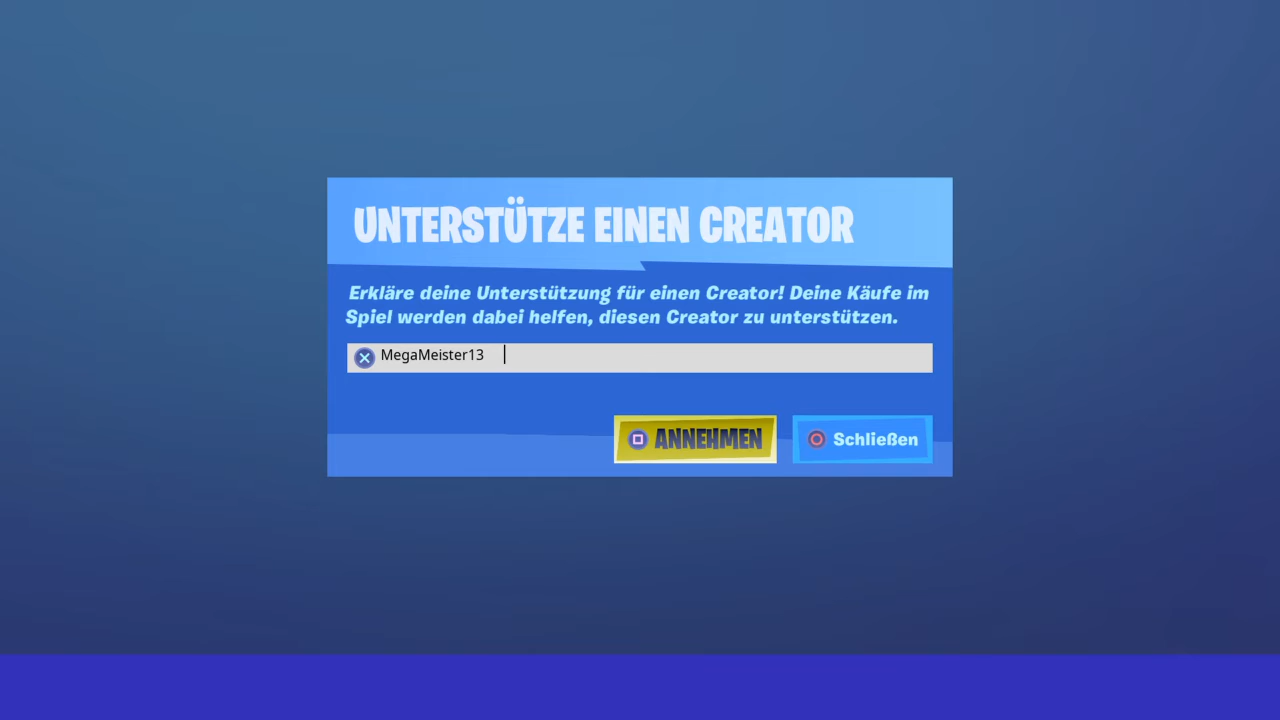 UNTERSTÜTZE EINEN CREATOR
Erkläre deine Unterstützung für einen Creator! Deine Käufe im
Spiel werden dabei helfen, diesen Creator zu unterstützen.
MegaMeister13
ANNEHMEN
Schließen